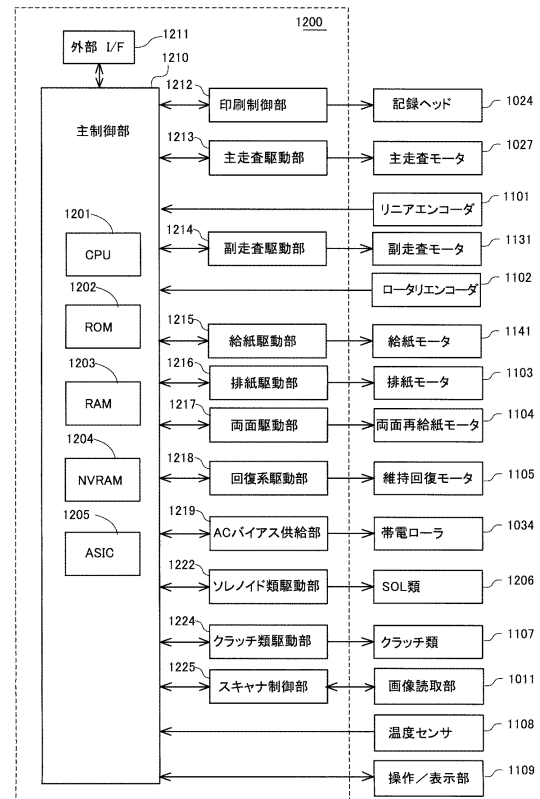 1200
外部 I/F
1211
1210
主制御部
1212
印刷制御部
記録ヘッド
1024
1213
主走査駆動部
主走査モータ
1027
リニアエンコーダ
1101
1201
CPU
1214
副走査駆動部
副走査モータ
1131
ロータリエンコーダ
1102
1202
ROM
1215
給紙駆動部
給紙モータ
1141
1216
排紙駆動部
排紙モータ
1103
1203
RAM
1217
両面駆動部
両面再給紙モータ
1104
1204
NVRAM
1218
回復系駆動部
維持回復モータ
1105
1205
ASIC
1219
ACバイアス供給部
帯電ローラ
1034
1222
ソレノイド類駆動部
SOL類
1206
1224
クラッチ類駆動部
クラッチ類
1107
1225
スキャナ制御部
画像読取部
1011
温度センサ
1108
操作／表示部
1109